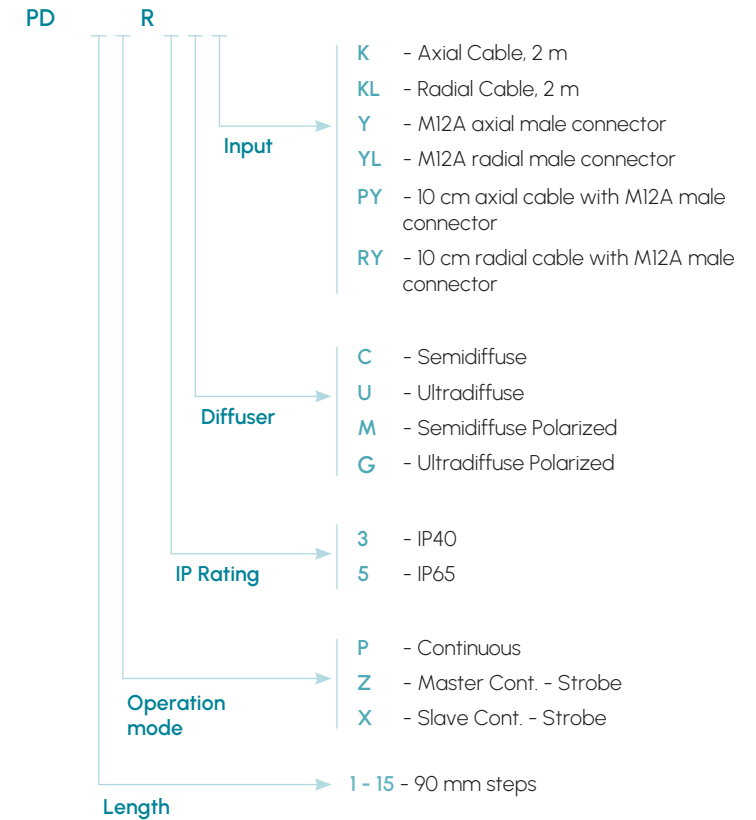 PD R
K - Axial Cable, 2 m
KL - Radial Cable, 2 m
Y - M12A axial male connector
Input
YL - M12A radial male connector
PY - 10 cm axial cable with M12A male
connector
RY - 10 cm radial cable with M12A male
connector
C - Semidiffuse
U - Ultradiffuse
Diffuser
M - Semidiffuse Polarized
G - Ultradiffuse Polarized
3 - IP40
IP Rating
5 - IP65
P - Continuous
Z - Master Cont. - Strobe
Operation
mode
X - Slave Cont. - Strobe
1 - 15 - 90 mm steps
Length